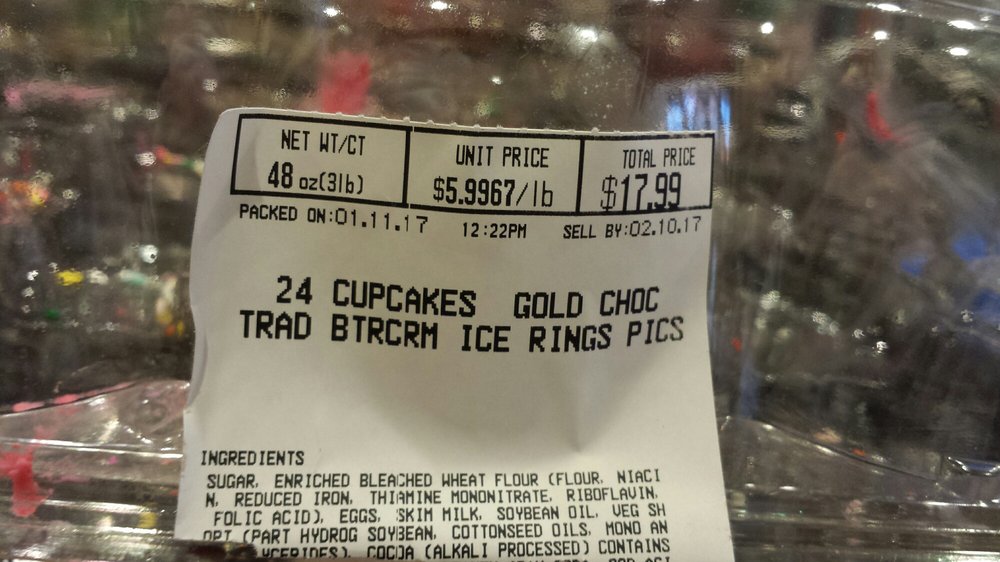 NET WT/CT
48 oz(3lb)
UNIT PRICE
$5.9967/lb
TOTAL PRICE
$17.99
PACKED ON:01.11.17 12:22PM SELL BY:02.10.17
24 CUPCAKES GOLD CHOC
TRAD BTRCRM ICE RINGS PICS
INGREDIENTS
SUGAR, ENRICHED BLEACHED WHEAT FLOUR (FLOUR, NIACI
N, REDUCED IRON, THIAMINE MONONITRATE, RIBOFLAVIN,
FOLIC ACID), EGGS, SKIM MILK, SOYBEAN OIL, VEG SH
ORT (PART HYDROG SOYBEAN, COTTONSEED OILS, MONO AN
YCERIDES), COCOA (ALKALI PROCESSED) CONTAINS